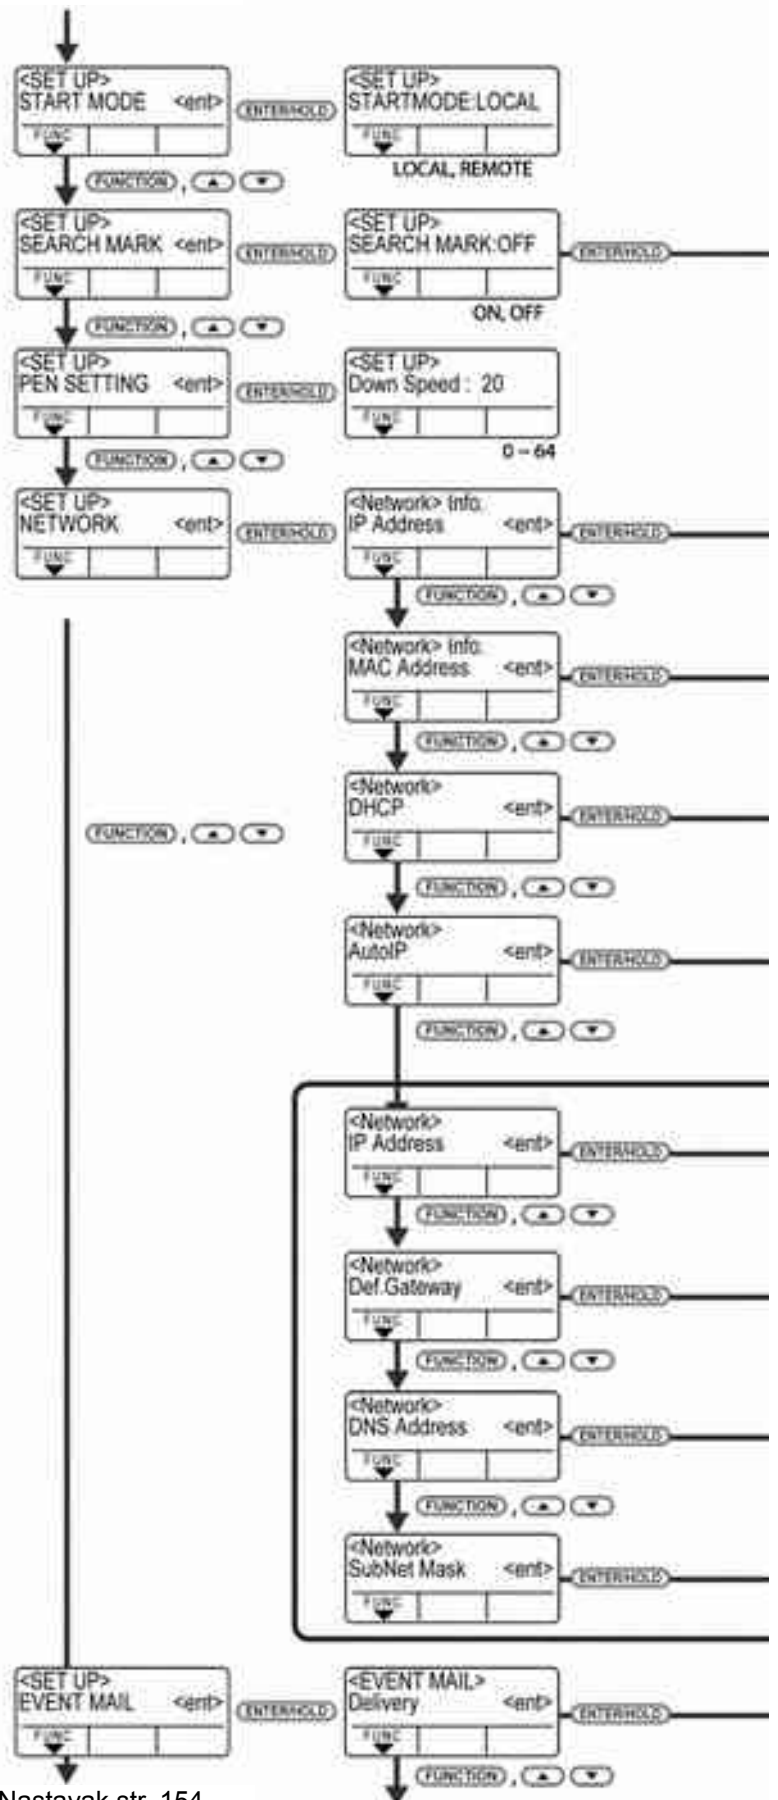 <SET UP>
START MODE <ent>
FUNC
ENTER/HOLD
<SET UP>
STARTMODE:LOCAL
FUNC
LOCAL, REMOTE
FUNCTION , ▲ ▼
<SET UP>
SEARCH MARK <ent>
FUNC
ENTER/HOLD
<SET UP>
SEARCH MARK:OFF
FUNC
ENTER/HOLD
ON, OFF
FUNCTION , ▲ ▼
<SET UP>
PEN SETTING <ent>
FUNC
ENTER/HOLD
<SET UP>
Down Speed : 20
FUNC
0 – 64
FUNCTION , ▲ ▼
<SET UP>
NETWORK <ent>
FUNC
ENTER/HOLD
<Network> Info.
IP Address <ent>
FUNC
ENTER/HOLD
FUNCTION , ▲ ▼
<Network> Info.
MAC Address <ent>
FUNC
ENTER/HOLD
FUNCTION , ▲ ▼
<Network>
DHCP <ent>
FUNC
ENTER/HOLD
FUNCTION , ▲ ▼
FUNCTION , ▲ ▼
<Network>
AutoIP <ent>
FUNC
ENTER/HOLD
FUNCTION , ▲ ▼
<Network>
IP Address <ent>
FUNC
ENTER/HOLD
FUNCTION , ▲ ▼
<Network>
Def.Gateway <ent>
FUNC
ENTER/HOLD
FUNCTION , ▲ ▼
<Network>
DNS Address <ent>
FUNC
ENTER/HOLD
FUNCTION , ▲ ▼
<Network>
SubNet Mask <ent>
FUNC
ENTER/HOLD
<SET UP>
EVENT MAIL <ent>
FUNC
ENTER/HOLD
<EVENT MAIL>
Delivery <ent>
FUNC
ENTER/HOLD
FUNCTION , ▲ ▼
Nastavak str. 154